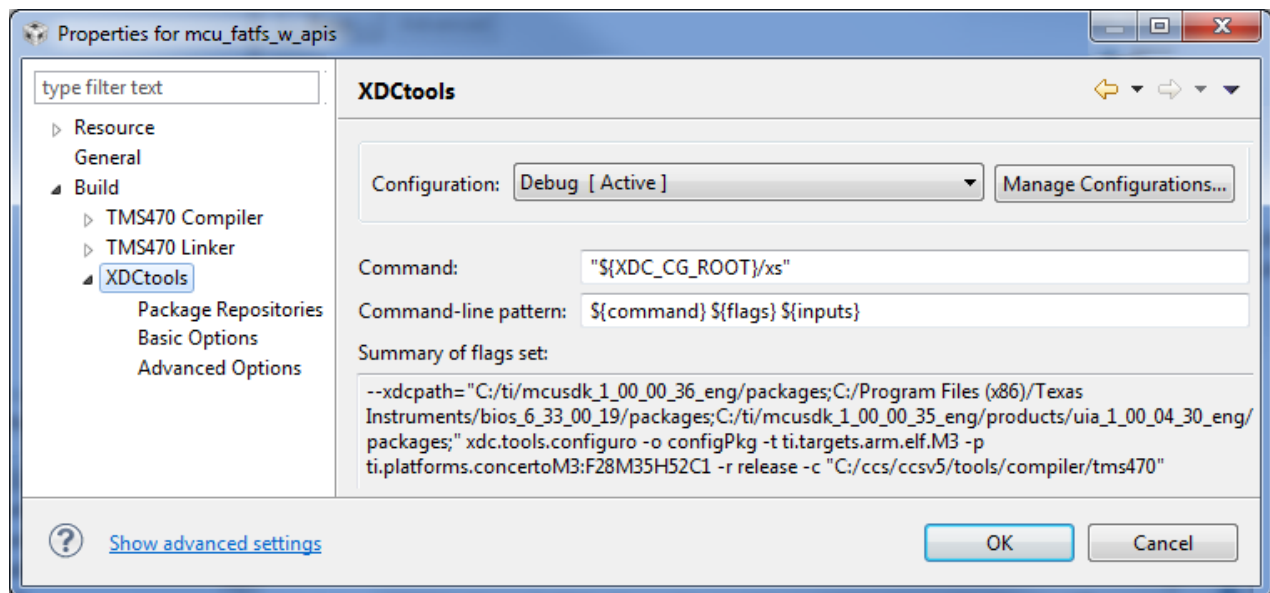 Properties for mcu_fatfs_w_apis
type filter text
Resource
General
Build
TMS470 Compiler
TMS470 Linker
XDCtools
Package Repositories
Basic Options
Advanced Options
XDCtools
Configuration: Debug [ Active ] Manage Configurations...
Command: "${XDC_CG_ROOT}/xs"
Command-line pattern: ${command} ${flags} ${inputs}
Summary of flags set:
--xdcpath="C:/ti/mcusdk_1_00_00_36_eng/packages;C:/Program Files (x86)/Texas
Instruments/bios_6_33_00_19/packages;C:/ti/mcusdk_1_00_00_35_eng/products/uia_1_00_04_30_eng/
packages;" xdc.tools.configuro -o configPkg -t ti.targets.arm.elf.M3 -p
ti.platforms.concertoM3:F28M35H52C1 -r release -c "C:/ccs/ccsv5/tools/compiler/tms470"
? Show advanced settings OK Cancel